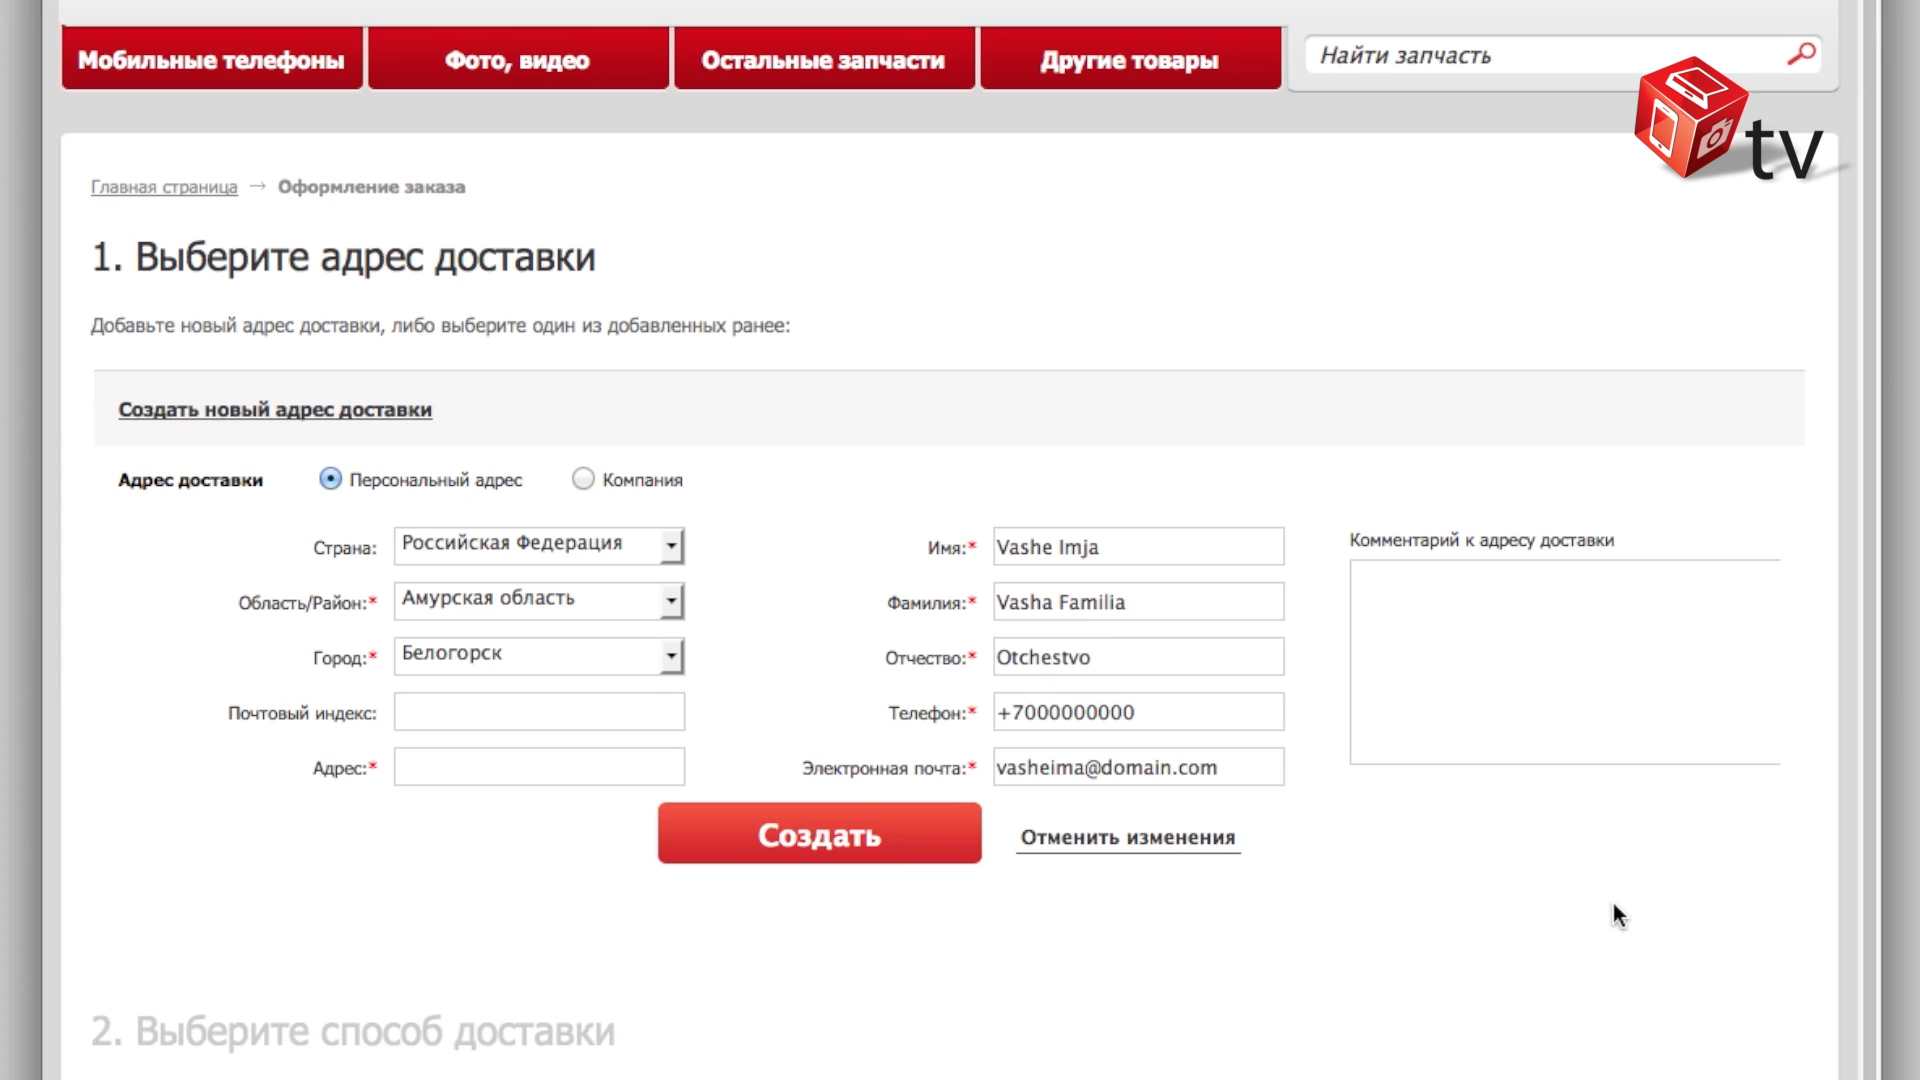 Мобильные телефоны
Фото, видео
Остальные запчасти
Другие товары
Найти запчасть
tv
Главная страница → Оформление заказа
1. Выберите адрес доставки
Добавьте новый адрес доставки, либо выберите один из добавленных ранее:
Создать новый адрес доставки
Адрес доставки
Персональный адрес
Компания
Страна: Российская Федерация
Область/Район:* Амурская область
Город:* Белогорск
Почтовый индекс:
Адрес:*
Имя:* Vashe Imja
Фамилия:* Vasha Familia
Отчество:* Otchestvo
Телефон:* +7000000000
Электронная почта:* vasheima@domain.com
Комментарий к адресу доставки
Создать
Отменить изменения
2. Выберите способ доставки